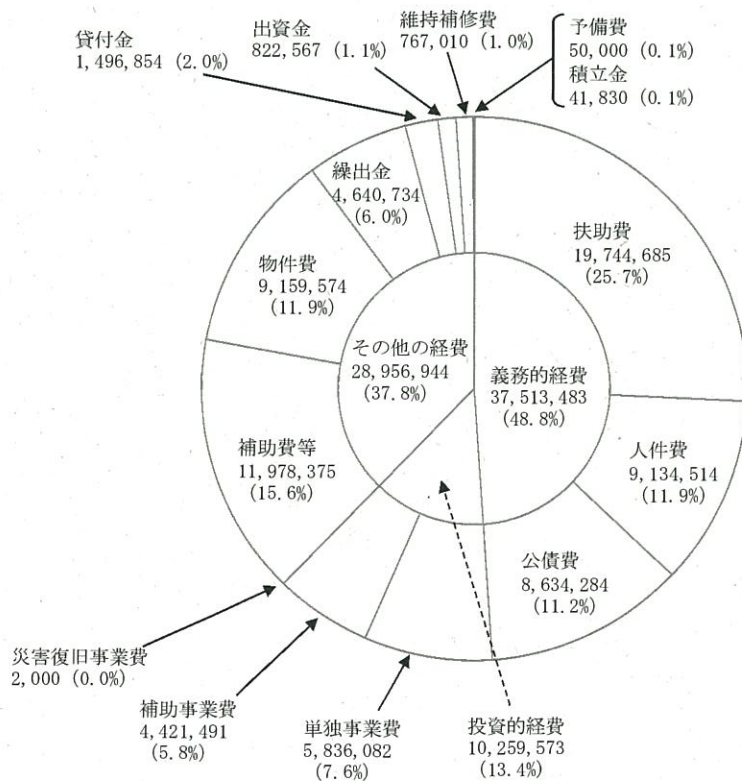 貸付金
1,496,854 (2.0%)
出資金
822,567 (1.1%)
維持補修費
767,010 (1.0%)
予備費
50,000 (0.1%)
積立金
41,830 (0.1%)
繰出金
4,640,734
(6.0%)
扶助費
19,744,685
(25.7%)
物件費
9,159,574
(11.9%)
その他の経費
28,956,944
(37.8%)
義務的経費
37,513,483
(48.8%)
補助費等
11,978,375
(15.6%)
人件費
9,134,514
(11.9%)
公債費
8,634,284
(11.2%)
災害復旧事業費
2,000 (0.0%)
補助事業費
4,421,491
(5.8%)
単独事業費
5,836,082
(7.6%)
投資的経費
10,259,573
(13.4%)